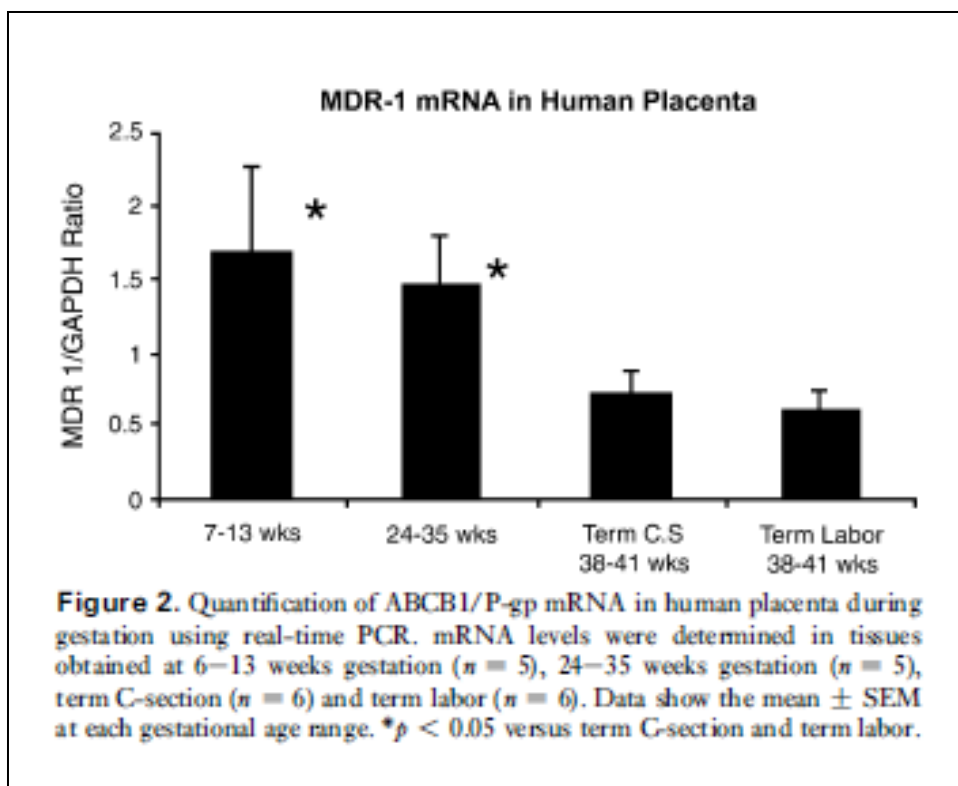 MDR-1 mRNA in Human Placenta
2.5
2
1.5
1
0.5
0
MDR 1/GAPDH Ratio
*
*
7-13 wks
24-35 wks
Term C.S
38-41 wks
Term Labor
38-41 wks
Figure 2. Quantification of ABCB1/P-gp mRNA in human placenta during
gestation using real-time PCR. mRNA levels were determined in tissues
obtained at 6–13 weeks gestation (n = 5), 24–35 weeks gestation (n = 5),
term C-section (n = 6) and term labor (n = 6). Data show the mean ± SEM
at each gestational age range. *p < 0.05 versus term C-section and term labor.